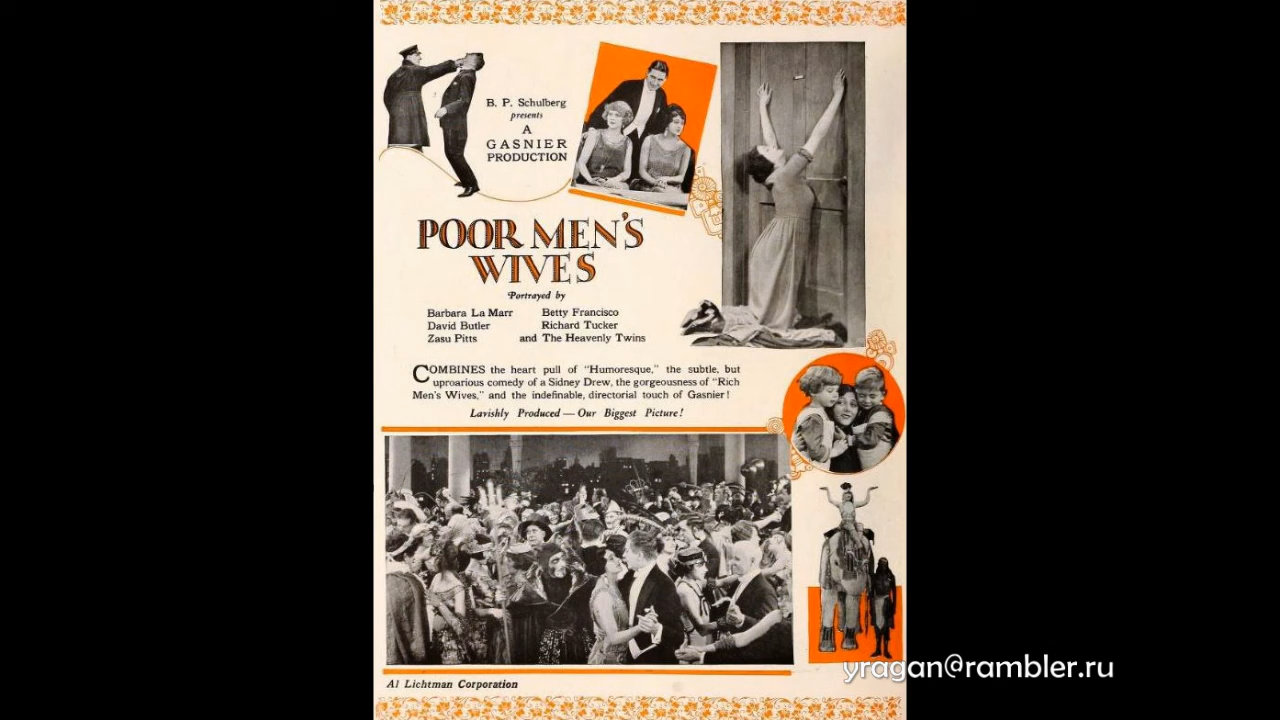 B. P. Schulberg
presents
A
GASNIER
PRODUCTION
POOR MEN'S
WIVES
Portrayed by
Barbara La Marr Betty Francisco
David Butler Richard Tucker
Zasu Pitts and The Heavenly Twins
COMBINES the heart pull of "Humoresque," the subtle, but
uproarious comedy of a Sidney Drew, the gorgeousness of "Rich
Men's Wives," and the indefinable, directorial touch of Gasnier!
Lavishly Produced — Our Biggest Picture!
Al Lichtman Corporation
yragan@rambler.ru